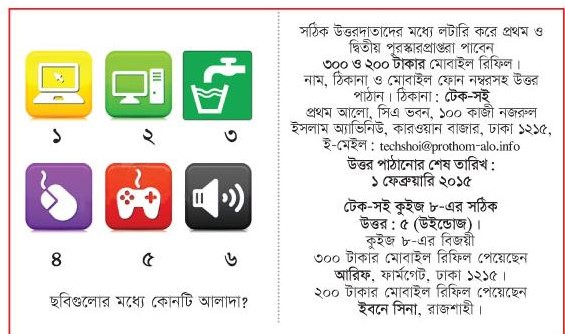 ১
২
৩
৪
৫
৬
ছবিগুলোর মধ্যে কোনটি আলাদা?
সঠিক উত্তরদাতাদের মধ্যে লটারি করে প্রথম ও
দ্বিতীয় পুরস্কারপ্রাপ্তরা পাবেন
৩০০ ও ২০০ টাকার মোবাইল রিফিল।
নাম, ঠিকানা ও মোবাইল ফোন নম্বরসহ উত্তর
পাঠান। ঠিকানা : টেক-সই
প্রথম আলো, সিএ ভবন, ১০০ কাজী নজরুল
ইসলাম অ্যাভিনিউ, কারওয়ান বাজার, ঢাকা ১২১৫,
ই-মেইল : techshoi@prothom-alo.info
উত্তর পাঠানোর শেষ তারিখ :
১ ফেব্রুয়ারি ২০১৫
টেক-সই কুইজ ৮-এর সঠিক
উত্তর : ৫ (উইন্ডোজ)।
কুইজ ৮-এর বিজয়ী
৩০০ টাকার মোবাইল রিফিল পেয়েছেন
আরিফ, ফার্মগেট, ঢাকা ১২১৫।
২০০ টাকার মোবাইল রিফিল পেয়েছেন
ইবনে সিনা, রাজশাহী।